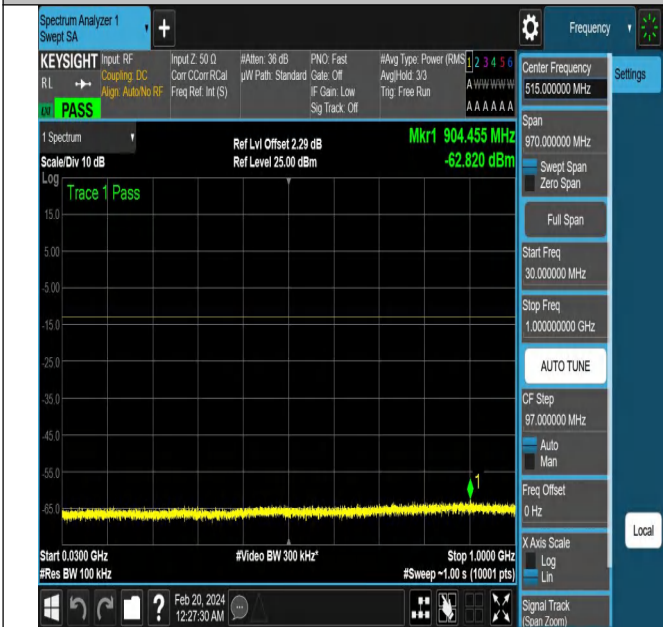 Spectrum Analyzer 1
Swept SA
+
Frequency
KEYSIGHT
RL
PASS
Input: RF
Coupling: DC
Align: Auto/No RF
Input Z: 50 Ω
Corr CCorr RCal
Freq Ref: Int (S)
#Atten: 36 dB
µW Path: Standard
PNO: Fast
Gate: Off
IF Gain: Low
Sig Track: Off
#Avg Type: Power (RMS
Avg|Hold: 3/3
Trig: Free Run
1 2 3 4 5 6
A W W W W W
A A A A A A
1 Spectrum
Scale/Div 10 dB
Ref Lvl Offset 2.29 dB
Ref Level 25.00 dBm
Mkr1 904.455 MHz
-62.820 dBm
Log
Trace 1 Pass
15.0
5.00
-5.00
-15.0
-25.0
-35.0
-45.0
-55.0
-65.0
1
Start 0.0300 GHz
#Res BW 100 kHz
#Video BW 300 kHz*
Stop 1.0000 GHz
#Sweep ~1.00 s (10001 pts)
?
Feb 20, 2024
12:27:30 AM
Center Frequency
515.000000 MHz
Settings
Span
970.000000 MHz
Swept Span
Zero Span
Full Span
Start Freq
30.000000 MHz
Stop Freq
1.000000000 GHz
AUTO TUNE
CF Step
97.000000 MHz
Auto
Man
Freq Offset
0 Hz
Local
X Axis Scale
Log
Lin
Signal Track
(Span Zoom)